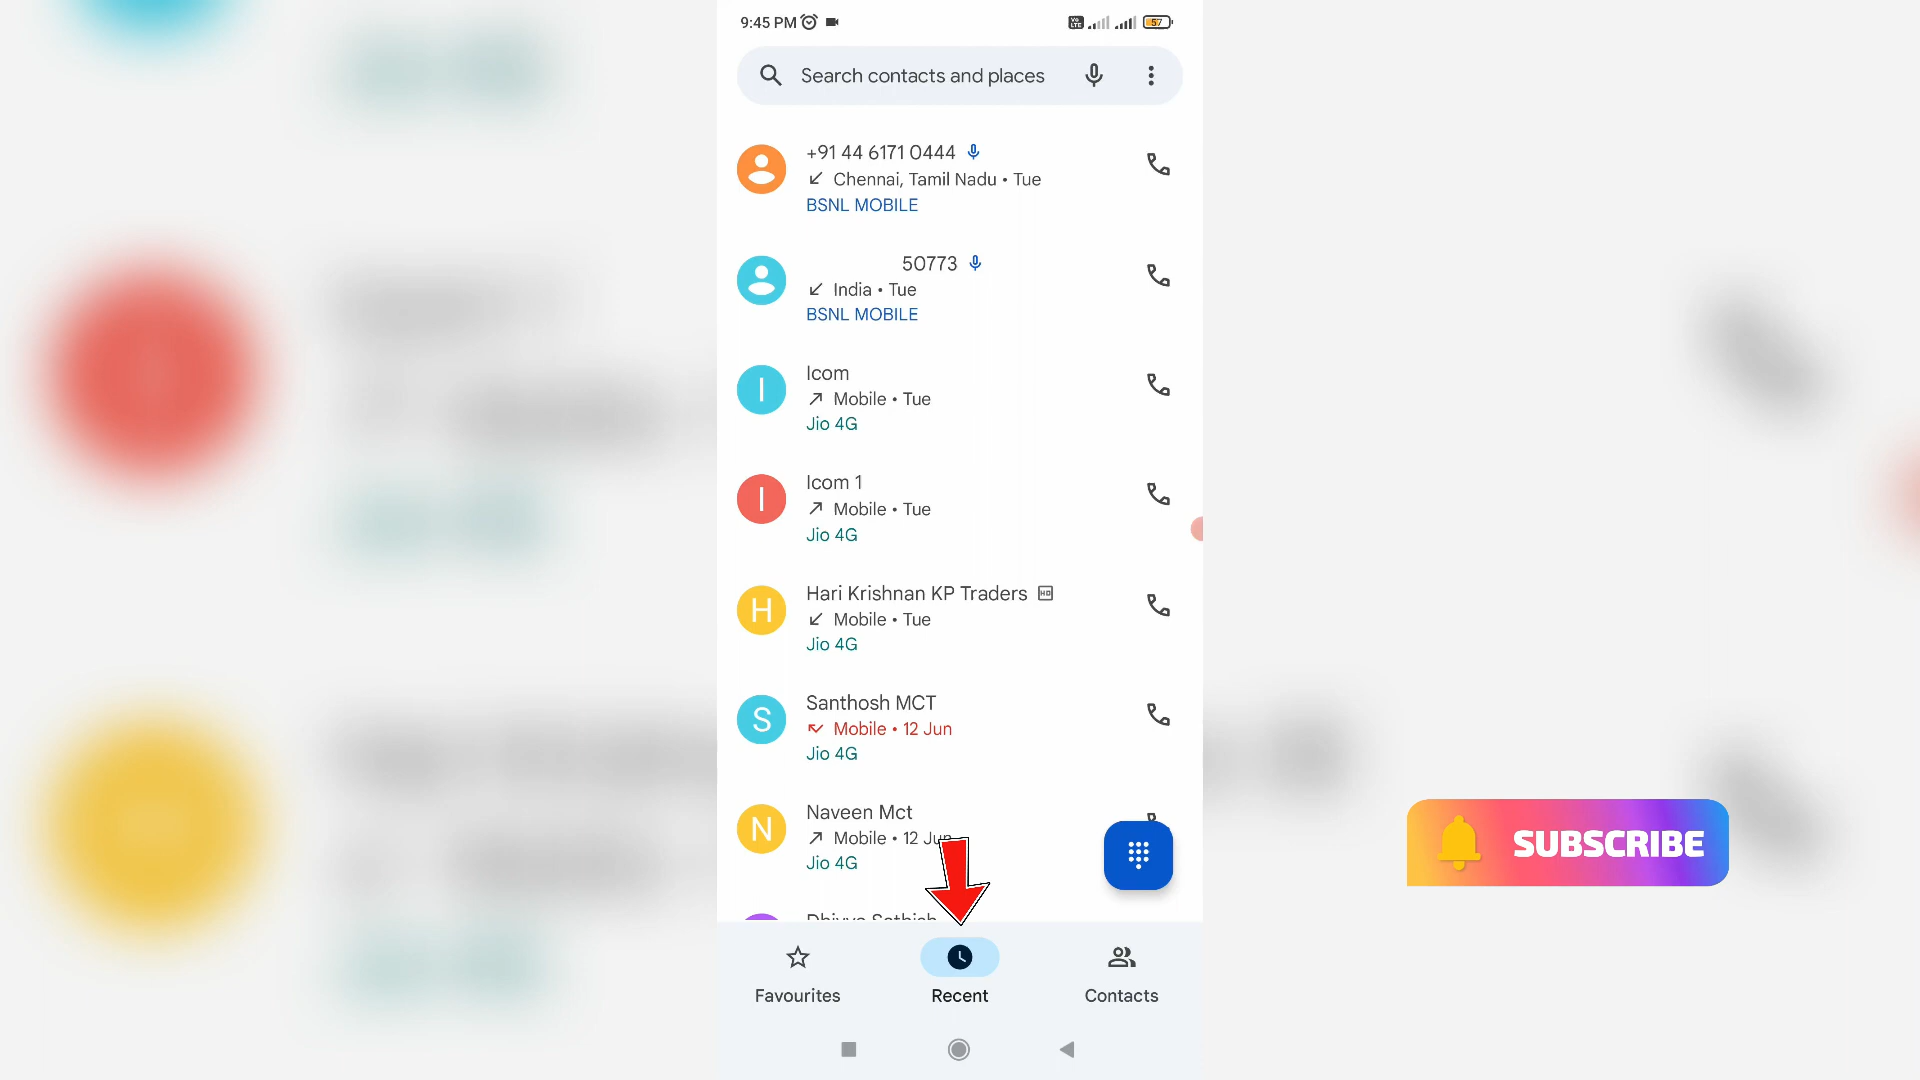 9:45 PM
57
Search contacts and places
+91 44 6171 0444
Chennai, Tamil Nadu • Tue
BSNL MOBILE
50773
India • Tue
BSNL MOBILE
I
Icom
Mobile • Tue
Jio 4G
I
Icom 1
Mobile • Tue
Jio 4G
H
Hari Krishnan KP Traders HD
Mobile • Tue
Jio 4G
S
Santhosh MCT
Mobile • 12 Jun
Jio 4G
N
Naveen Mct
Mobile • 12 Jun
Jio 4G
SUBSCRIBE
Favourites
Recent
Contacts